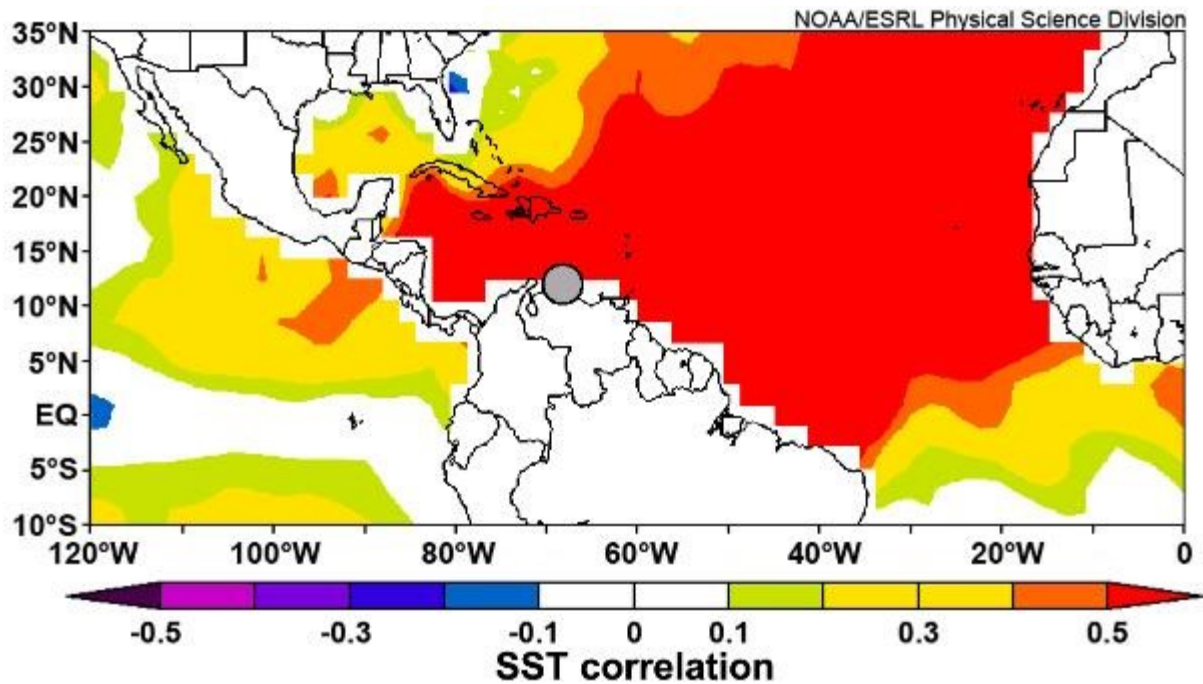 NOAA/ESRL Physical Science Division
35°N
30°N
25°N
20°N
15°N
10°N
5°N
EQ
5°S
10°S
120°W 100°W 80°W 60°W 40°W 20°W 0
-0.5 -0.3 -0.1 0 0.1 0.3 0.5
SST correlation